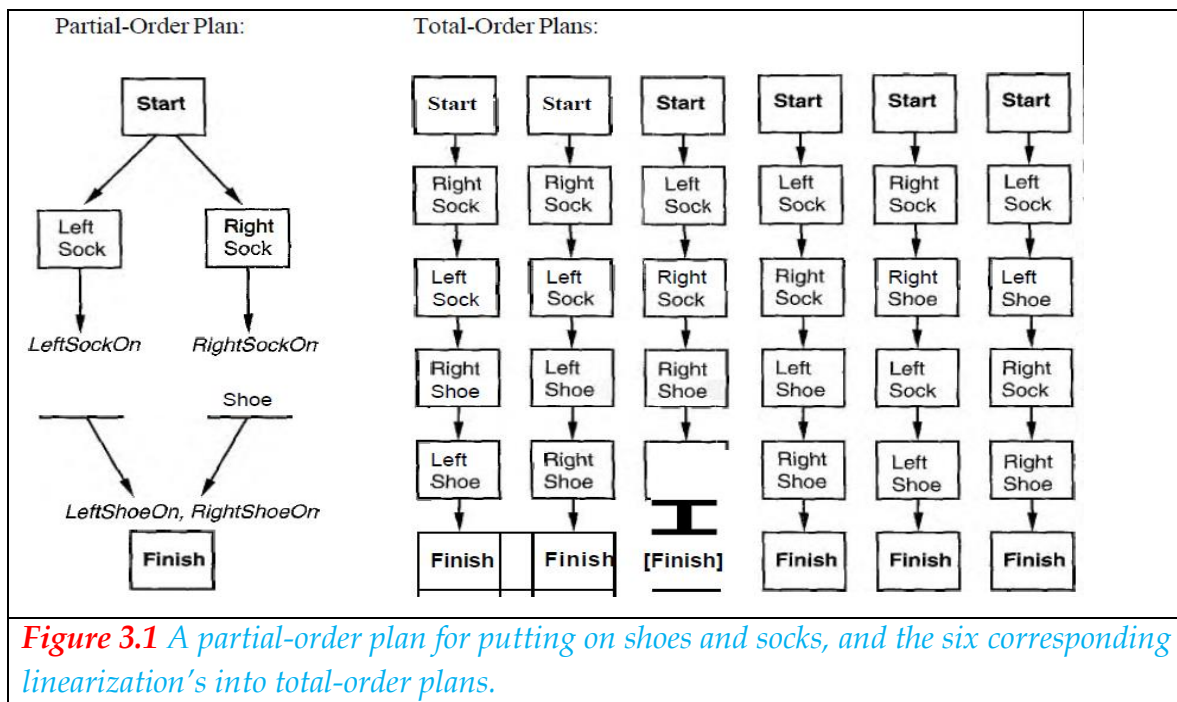 Partial-Order Plan:
Total-Order Plans:
Start
Left
Sock
Right
Sock
LeftSockOn
RightSockOn
Shoe
LeftShoeOn, RightShoeOn
Finish
Start
Right
Sock
Left
Sock
Right
Shoe
Left
Shoe
Finish
Start
Right
Sock
Left
Sock
Left
Shoe
Right
Shoe
Finish
Start
Left
Sock
Right
Sock
Right
Shoe
[Finish]
Start
Left
Sock
Right
Sock
Left
Shoe
Right
Shoe
Finish
Start
Right
Sock
Right
Shoe
Left
Sock
Left
Shoe
Finish
Start
Left
Sock
Left
Shoe
Right
Sock
Right
Shoe
Finish
Figure 3.1 A partial-order plan for putting on shoes and socks, and the six corresponding
linearization’s into total-order plans.